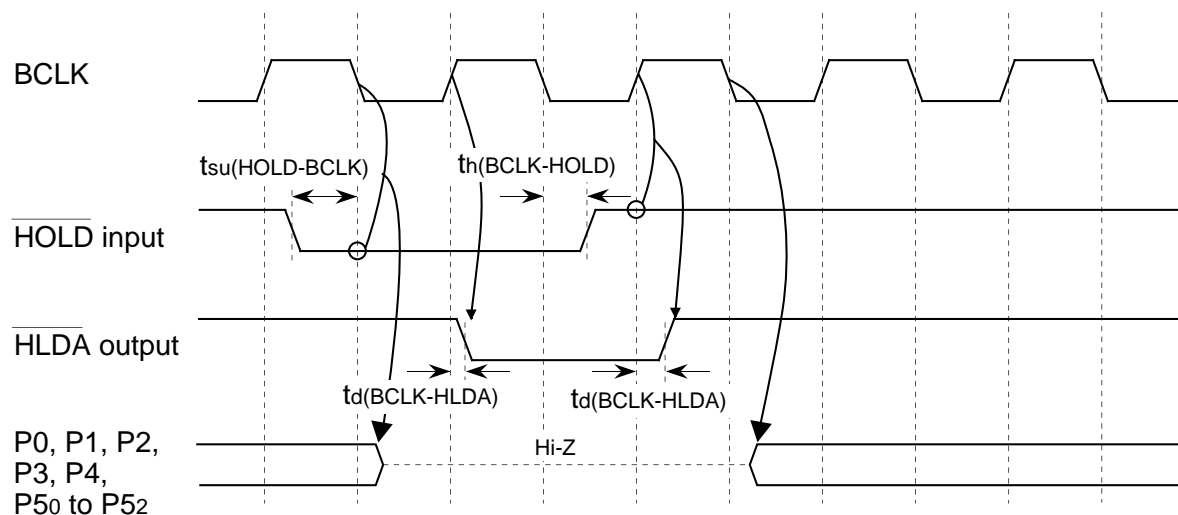 BCLK
tsu(HOLD-BCLK)
th(BCLK-HOLD)
HOLD input
HLDA output
td(BCLK-HLDA)
td(BCLK-HLDA)
P0, P1, P2,
P3, P4,
P50 to P52
Hi-Z